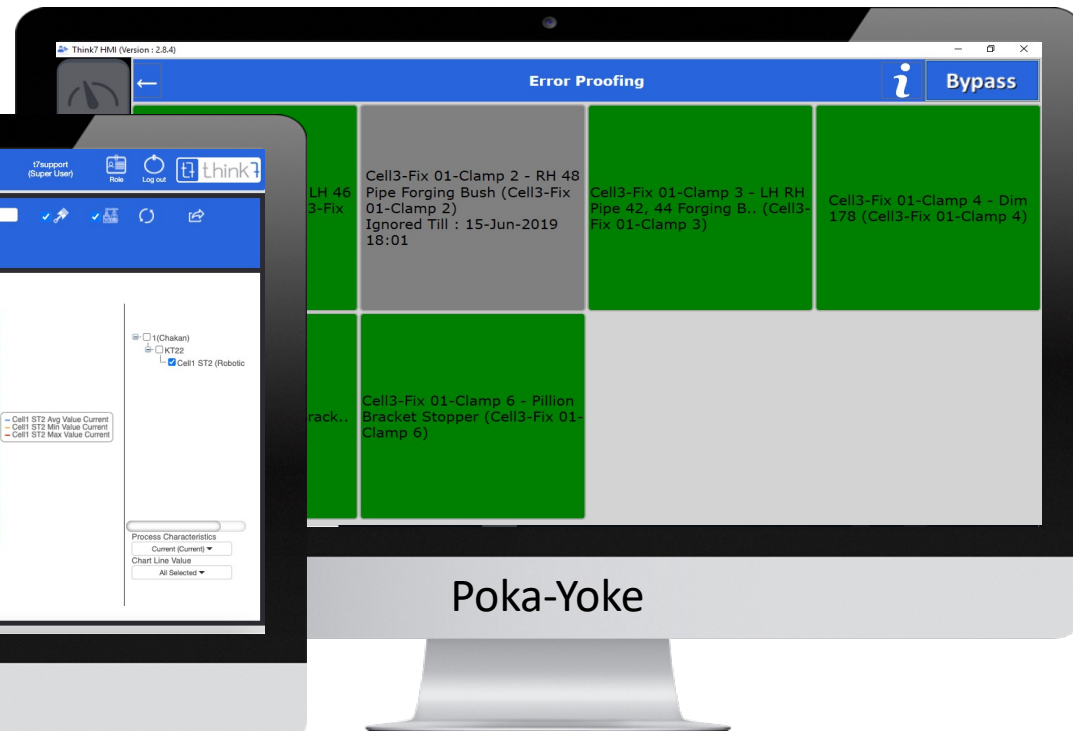 Think7 HMI (Version : 2.8.4)
Error Proofing
i
Bypass
LH 46
3-Fix
Cell3-Fix 01-Clamp 2 - RH 48
Pipe Forging Bush (Cell3-Fix
01-Clamp 2)
Ignored Till : 15-Jun-2019
18:01
Cell3-Fix 01-Clamp 3 - LH RH
Pipe 42, 44 Forging B.. (Cell3-
Fix 01-Clamp 3)
Cell3-Fix 01-Clamp 4 - Dim
178 (Cell3-Fix 01-Clamp 4)
rack..
Cell3-Fix 01-Clamp 6 - Pillion
Bracket Stopper (Cell3-Fix 01-
Clamp 6)
Poka-Yoke
t7support
(Super User)
Role
Log out
think7
1(Chakan)
KT22
Cell1 ST2 (Robotic
Cell1 ST2 Avg Value Current
Cell1 ST2 Min Value Current
Cell1 ST2 Max Value Current
Process Characteristics
Current (Current)
Chart Line Value
All Selected